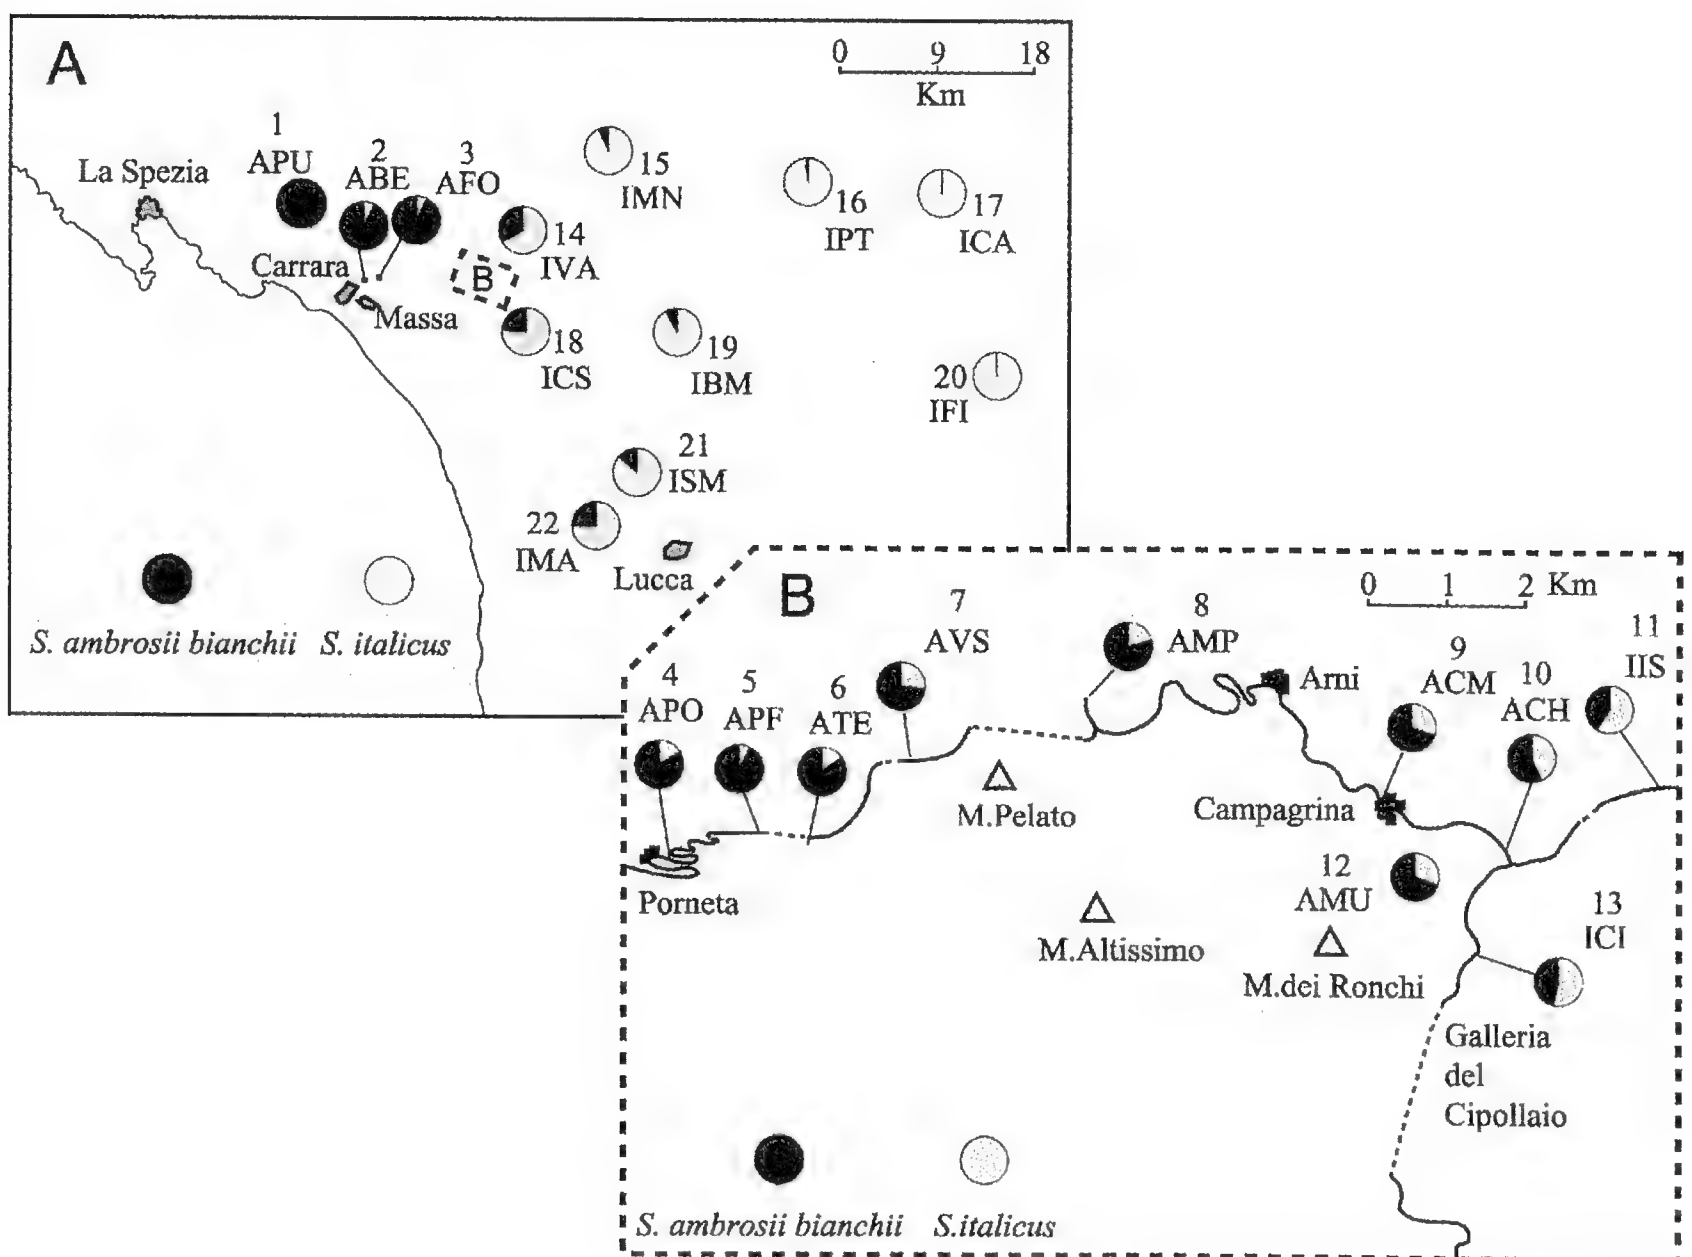 A
0 9 18
Km
La Spezia
1
APU
2
ABE
3
AFO
15
IMN
16
IPT
17
ICA
14
IVA
Carrara
B
Massa
18
ICS
19
IBM
20
IFI
21
ISM
22
IMA
Lucca
S. ambrosii bianchii S. italicus
B
0 1 2 Km
7
AVS
8
AMP
11
IIS
4
APO
5
APF
6
ATE
Arni
9
ACM
10
ACH
M.Pelato
Campagrina
Porneta
12
AMU
13
ICI
M.Altissimo
M.dei Ronchi
Galleria
del
Cipollaio
S. ambrosii bianchii S.italicus